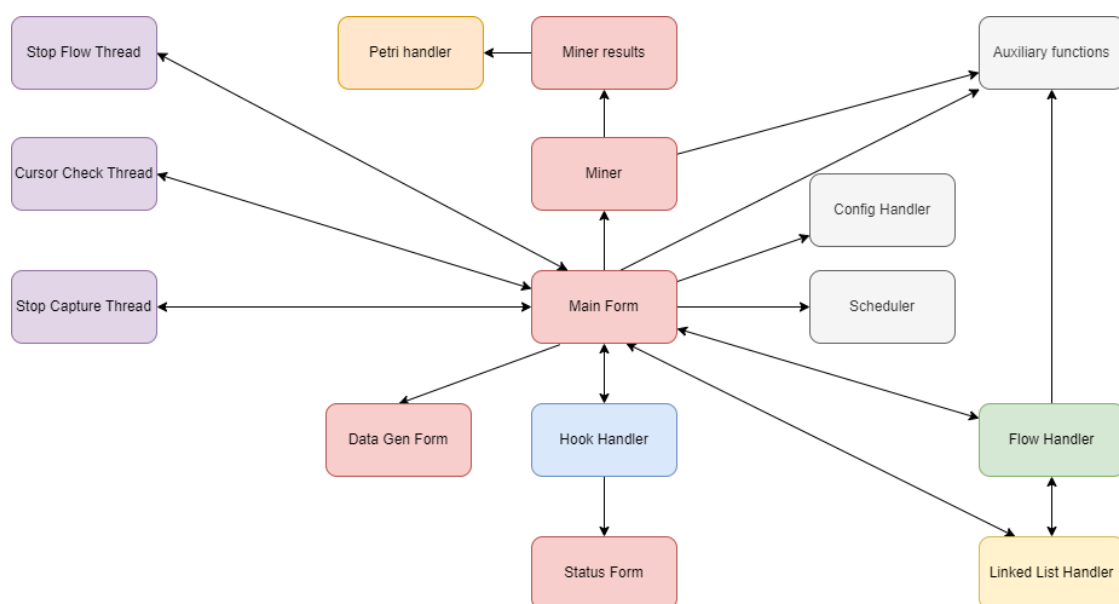 Stop Flow Thread
Petri handler
Miner results
Auxiliary functions
Cursor Check Thread
Miner
Config Handler
Stop Capture Thread
Main Form
Scheduler
Data Gen Form
Hook Handler
Flow Handler
Status Form
Linked List Handler